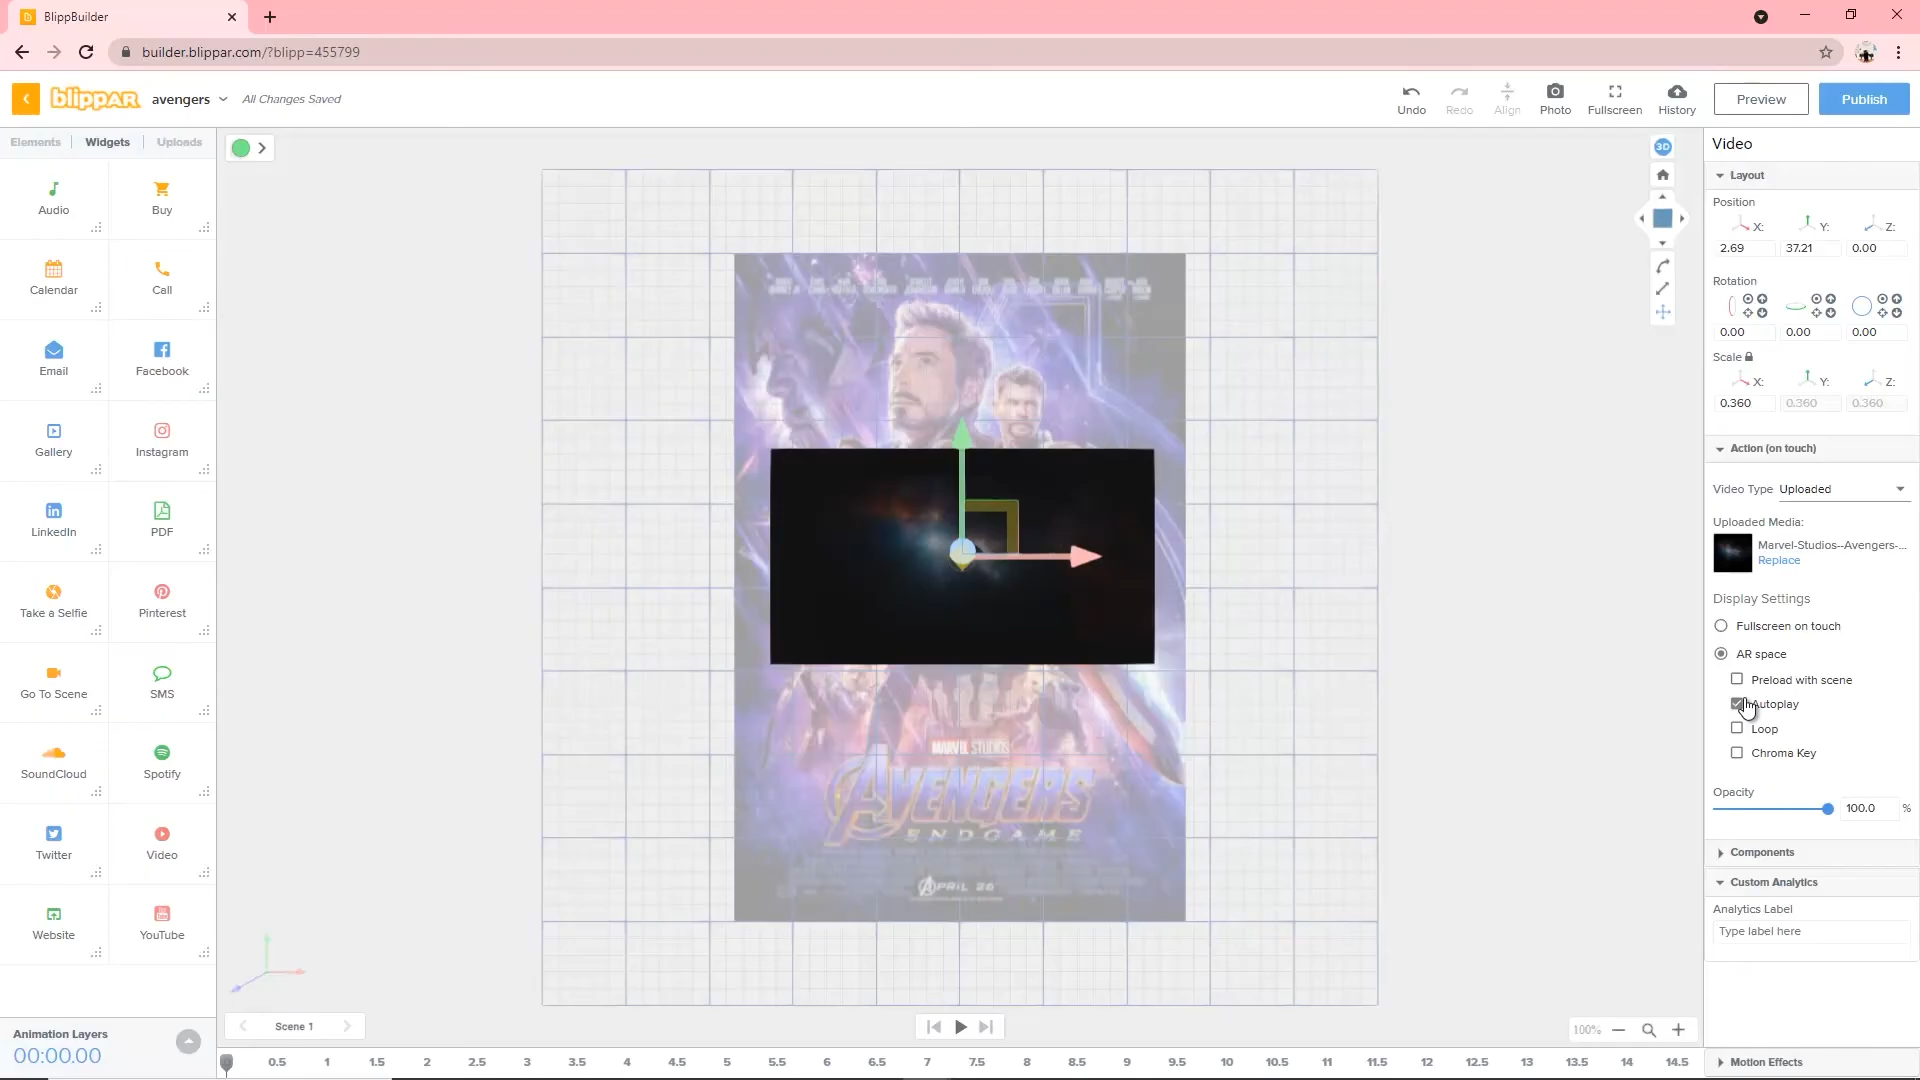 BlippBuilder
builder.blippar.com/?blipp=455799
blippar
avengers
All Changes Saved
Undo
Redo
Align
Photo
Fullscreen
History
Preview
Publish
Elements
Widgets
Uploads
Audio
Buy
Calendar
Call
Email
Facebook
Gallery
Instagram
LinkedIn
PDF
Take a Selfie
Pinterest
Go To Scene
SMS
SoundCloud
Spotify
Twitter
Video
Website
YouTube
Animation Layers
00:00.00
3D
MARVEL STUDIOS
AVENGERS
ENDGAME
APRIL 26
Scene 1
100%
0.5 1 1.5 2 2.5 3 3.5 4 4.5 5 5.5 6 6.5 7 7.5 8 8.5 9 9.5 10 10.5 11 11.5 12 12.5 13 13.5 14 14.5
Video
Layout
Position
X: Y: Z:
2.69 37.21 0.00
Rotation
0.00 0.00 0.00
Scale
X: Y: Z:
0.360 0.360 0.360
Action (on touch)
Video Type Uploaded
Uploaded Media:
Marvel-Studios--Avengers-...
Replace
Display Settings
Fullscreen on touch
AR space
Preload with scene
Autoplay
Loop
Chroma Key
Opacity
100.0 %
Components
Custom Analytics
Analytics Label
Type label here
Motion Effects